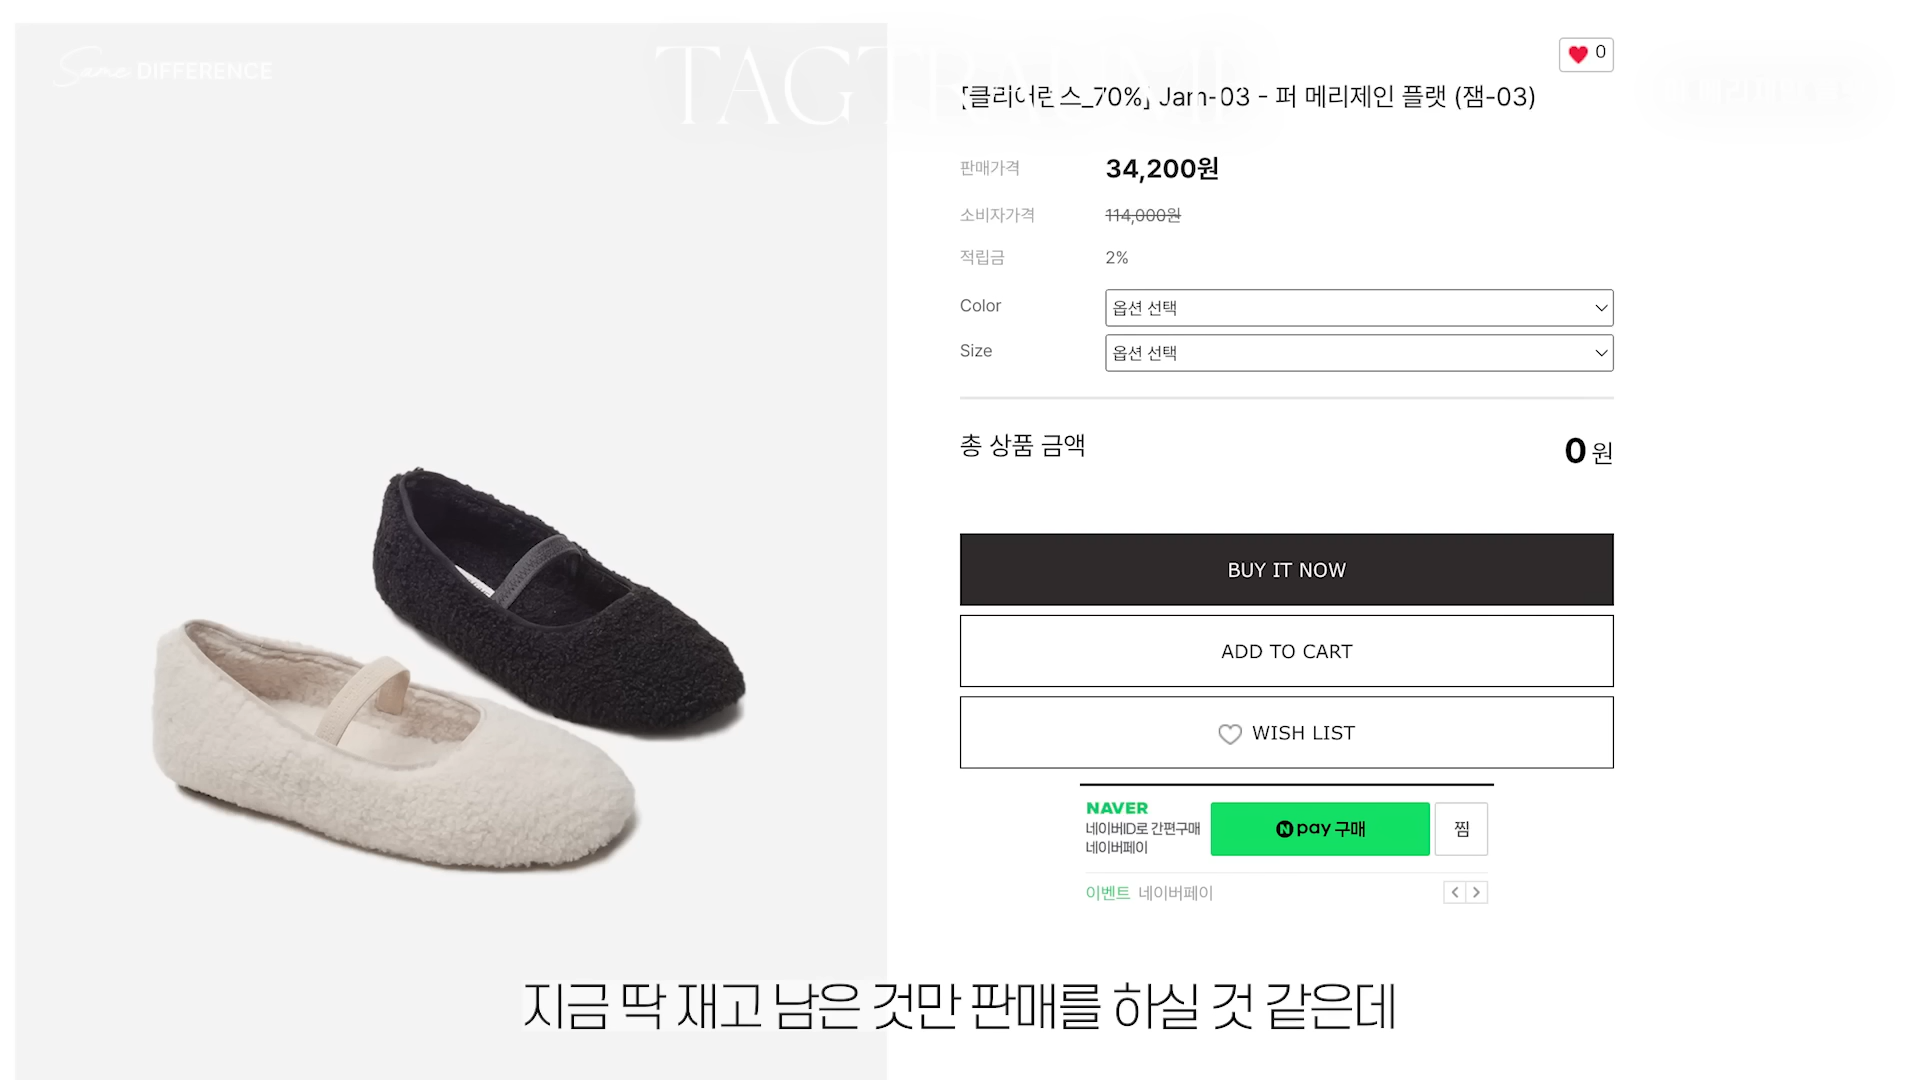 Same DIFFERENCE
TAGTRAUME
0
[클리어런스_70%] Jam-03 - 퍼 메리제인 플랫 (잼-03)
판매가격 34,200원
소비자가격 114,000원
적립금 2%
Color 옵션 선택
Size 옵션 선택
총 상품 금액 0원
BUY IT NOW
ADD TO CART
WISH LIST
NAVER
네이버ID로 간편구매
네이버페이
N pay 구매
찜
이벤트 네이버페이
지금 딱 재고 남은 것만 판매를 하실 것 같은데